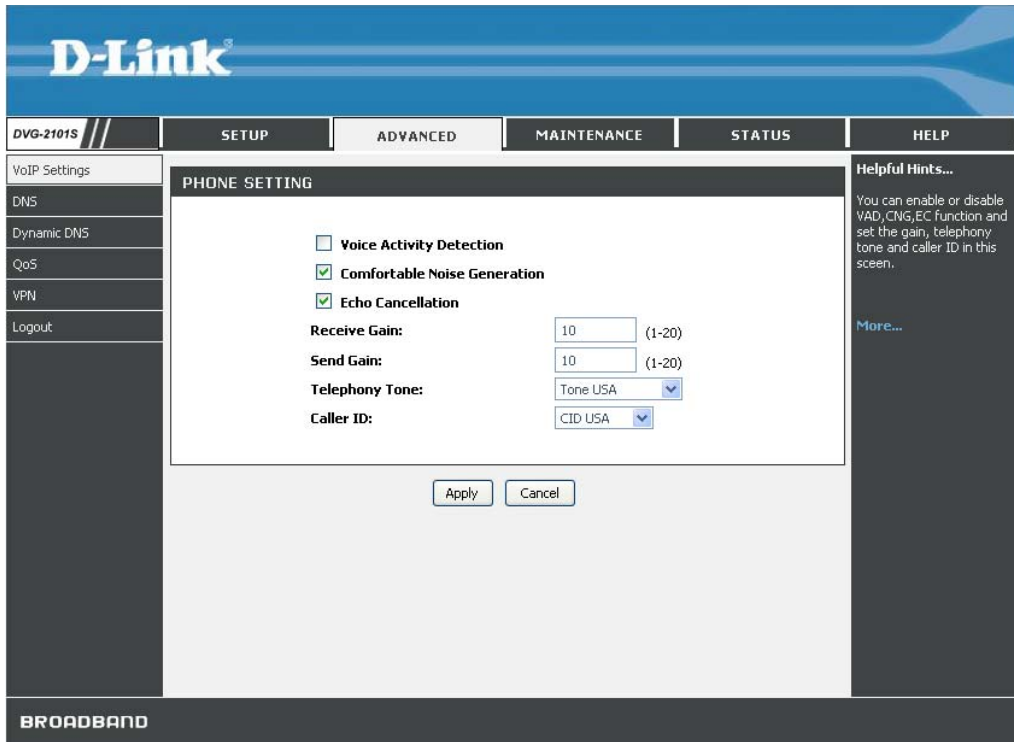 D-Link
DVG-2101S
SETUP
ADVANCED
MAINTENANCE
STATUS
HELP
VoIP Settings
DNS
Dynamic DNS
QoS
VPN
Logout
PHONE SETTING
Voice Activity Detection
Comfortable Noise Generation
Echo Cancellation
Receive Gain: 10 (1-20)
Send Gain: 10 (1-20)
Telephony Tone: Tone USA
Caller ID: CID USA
Apply Cancel
Helpful Hints...
You can enable or disable
VAD,CNG,EC function and
set the gain, telephony
tone and caller ID in this
sceen.
More...
BROADBAND